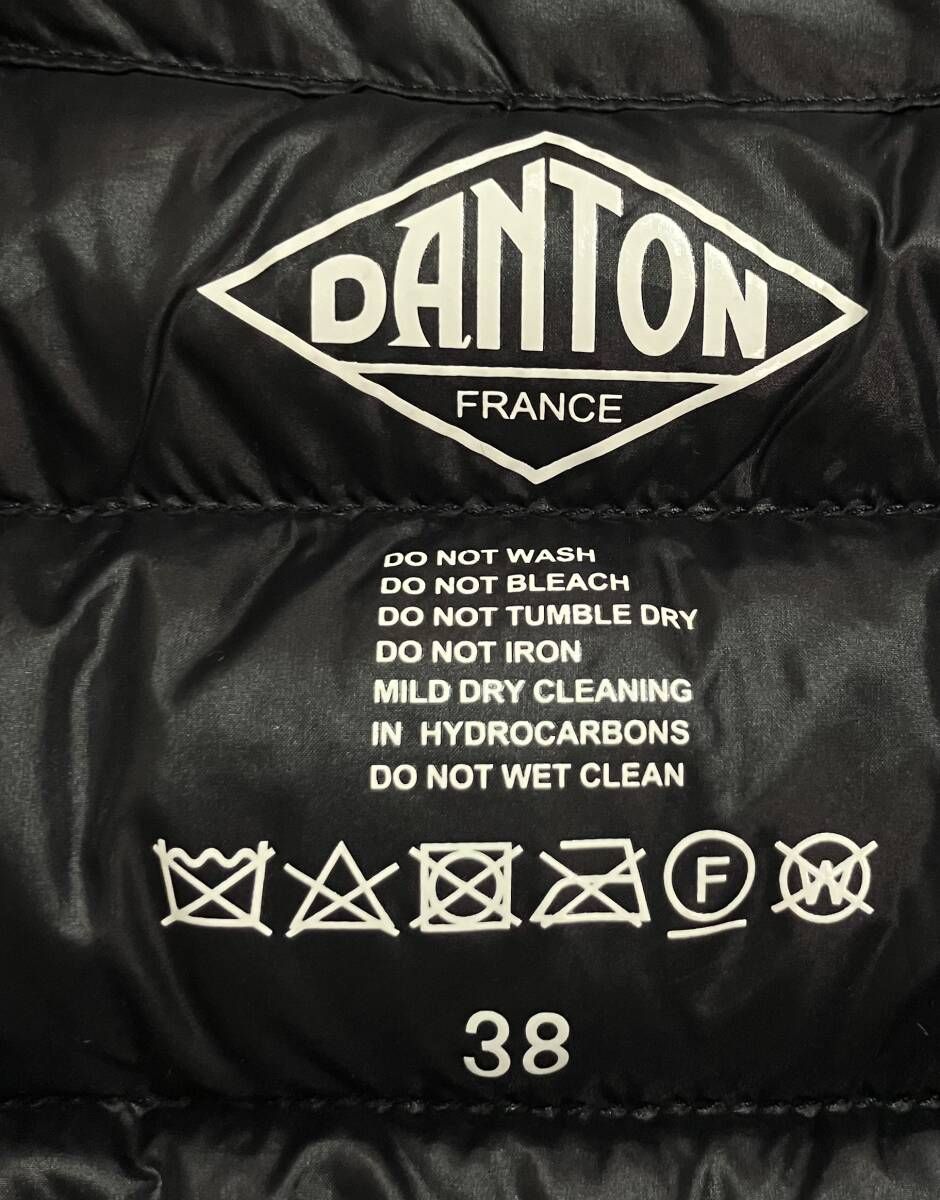 DANTON
FRANCE
DO NOT WASH
DO NOT BLEACH
DO NOT TUMBLE DRY
DO NOT IRON
MILD DRY CLEANING
IN HYDROCARBONS
DO NOT WET CLEAN
F W
38